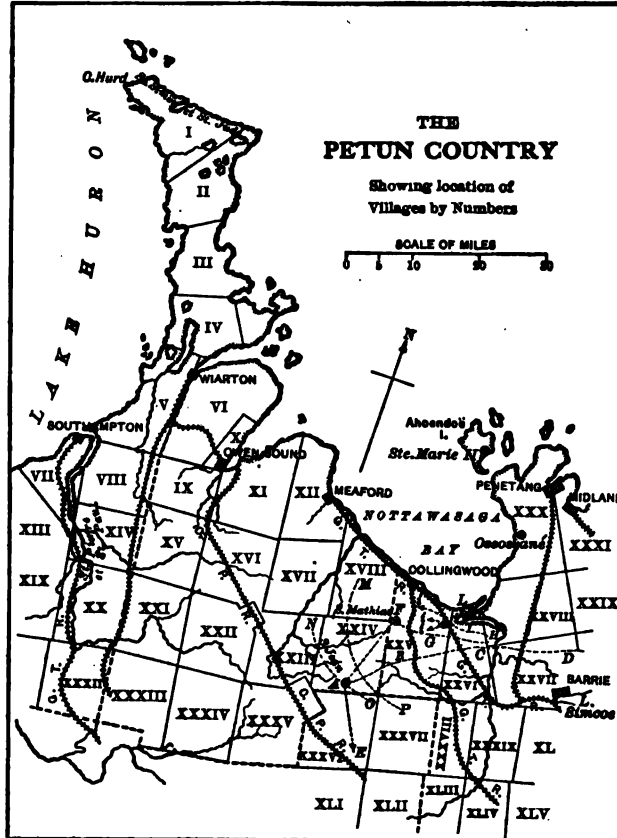 THE
PETUN COUNTRY
Showing location of
Villages by Numbers
SCALE OF MILES
0 5 10 20 30
LAKE HURON
I
II
III
IV
WIARTON
V
VI
N
SOUTHAMPTON
OWEN SOUND
Ahoendoë
I.
Ste. Marie II
PENETANG
MIDLAND
VII
VIII
IX
XI
XII
MEAFORD
NOTTAWASAGA
BAY
Ossossané
XXX
XXXI
XIII
XIV
XV
XVI
XVII
XVIII
COLLINGWOOD
XIX
XX
XXI
XXII
XXIV
S. Mathias
M
N
F
G
L
B
C
D
E
XXVIII
XXIX
XXVI
XXVII
BARRIE
L.
Simcoe
A
O
P
E
XXXII
XXXIII
XXXIV
XXXV
XXXVII
XXXVIII
XXXIX
XL
XLI
XLII
XLIII
XLIV
XLV